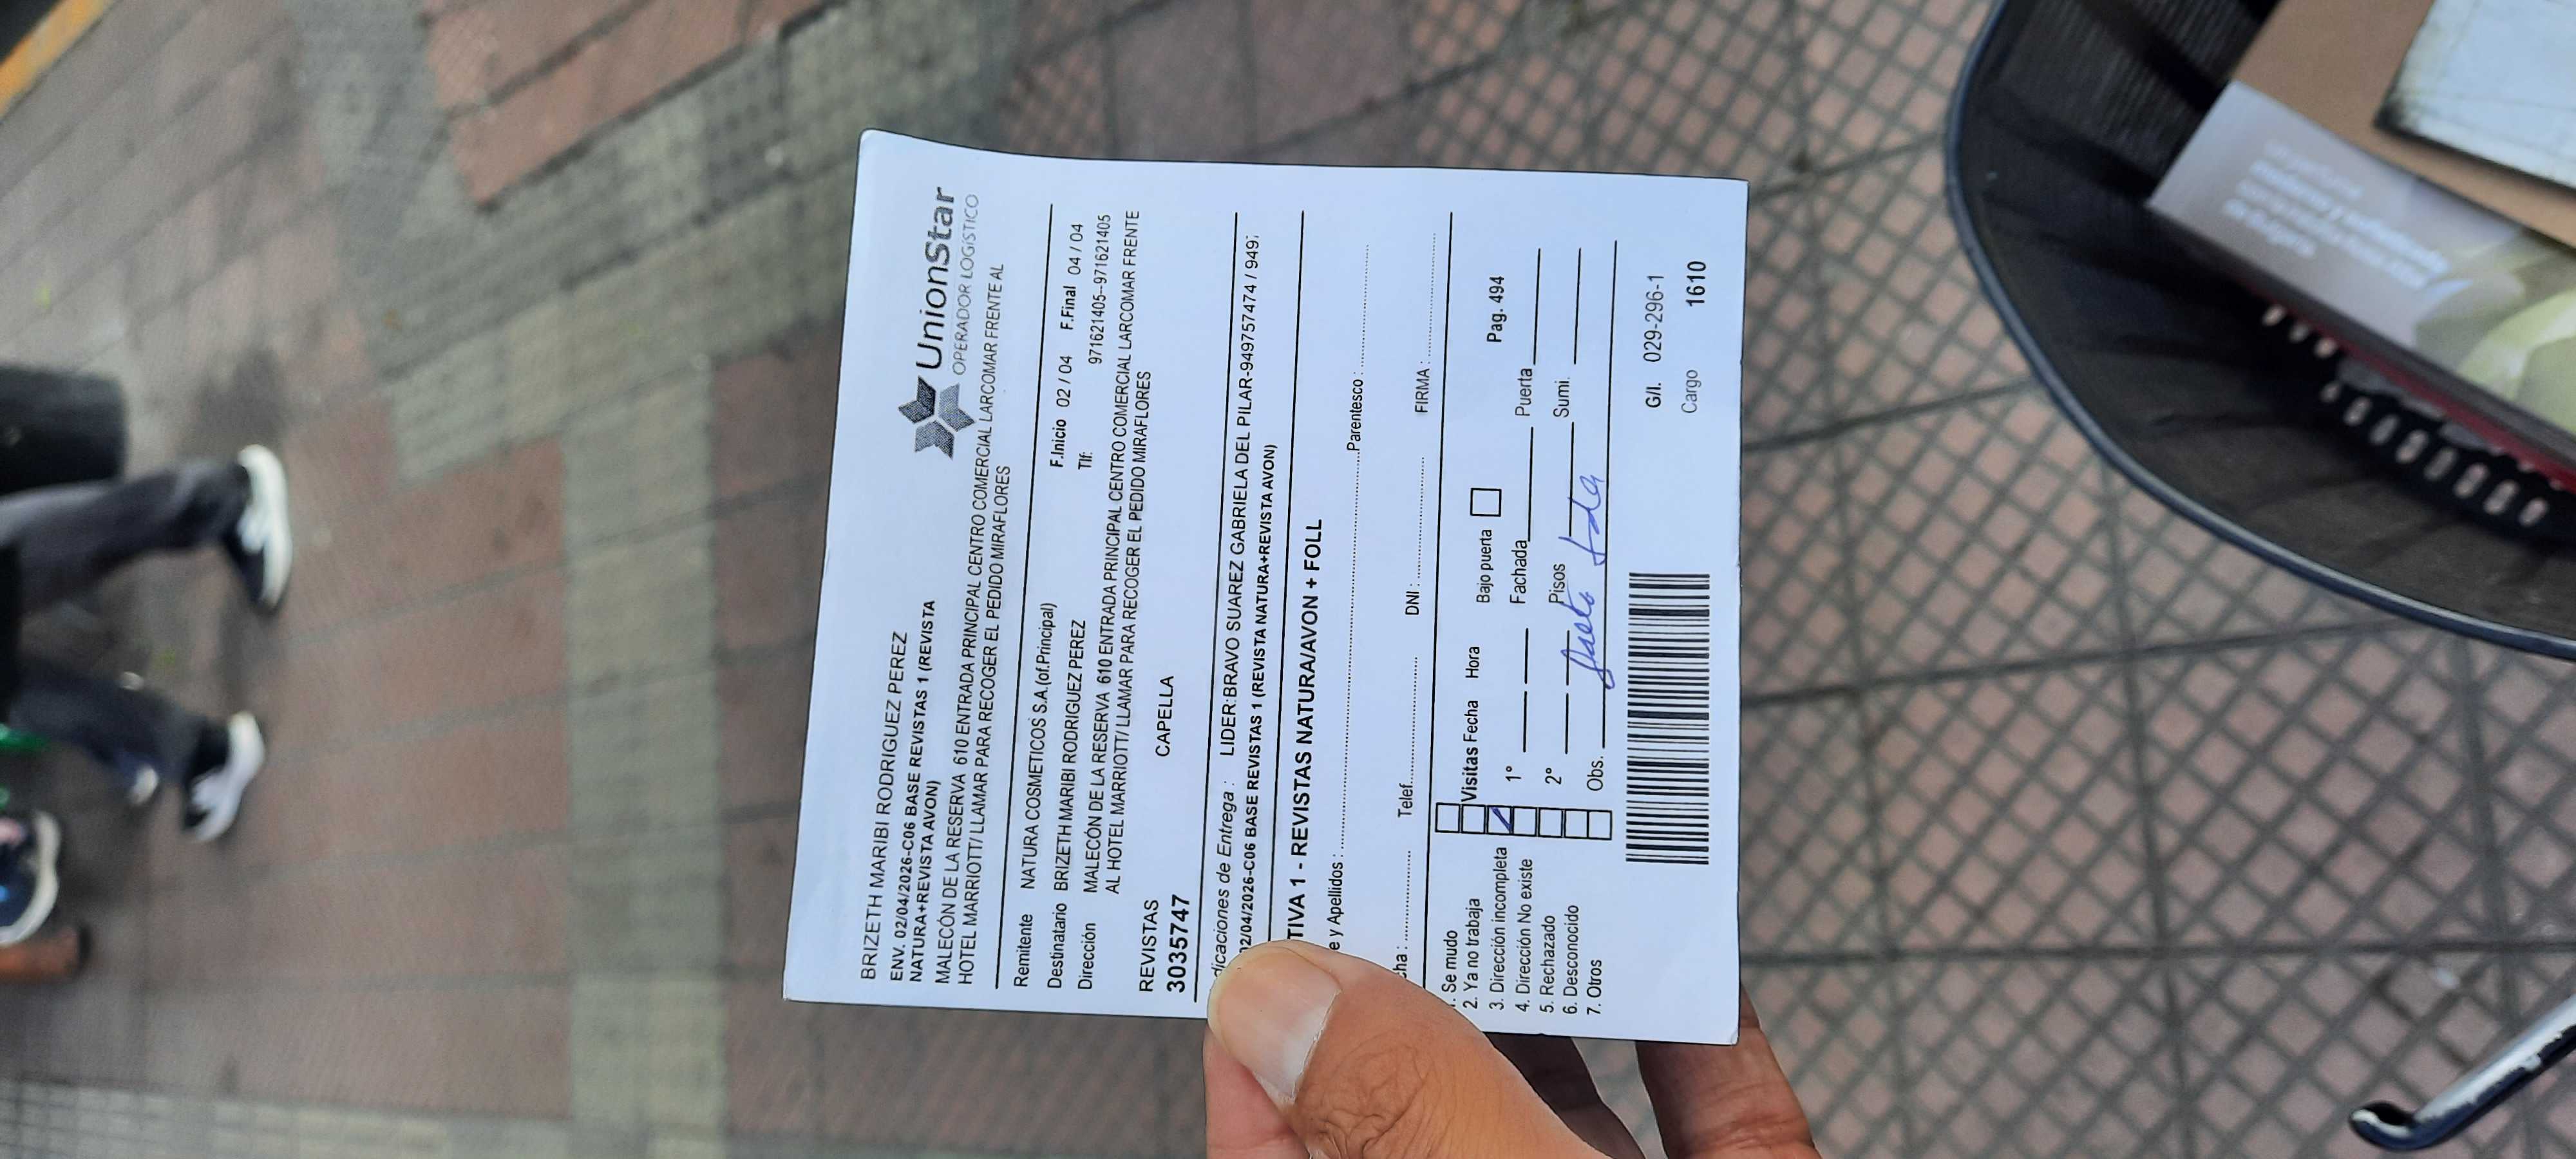 BRIZETH MARIBI RODRIGUEZ PEREZ
ENV. 02/04/2026-C06 BASE REVISTAS 1 (REVISTA
NATURA+REVISTA AVON)
UnionStar
OPERADOR LOGÍSTICO
MALECÓN DE LA RESERVA 610 ENTRADA PRINCIPAL CENTRO COMERCIAL LARCOMAR FRENTE AL
HOTEL MARRIOTT/ LLAMAR PARA RECOGER EL PEDIDO MIRAFLORES
Remitente NATURA COSMETICOS S.A.(of.Principal) F.Inicio 02 / 04 F.Final 04 / 04
Destinatario BRIZETH MARIBI RODRIGUEZ PEREZ Tlf: 971621405--971621405
Dirección MALECÓN DE LA RESERVA 610 ENTRADA PRINCIPAL CENTRO COMERCIAL LARCOMAR FRENTE
AL HOTEL MARRIOTT/ LLAMAR PARA RECOGER EL PEDIDO MIRAFLORES
REVISTAS CAPELLA
3035747
dicaciones de Entrega : LIDER:BRAVO SUAREZ GABRIELA DEL PILAR-949757474 / 949
02/04/2026-C06 BASE REVISTAS 1 (REVISTA NATURA+REVISTA AVON)
TIVA 1 - REVISTAS NATURA/AVON + FOLL
e y Apellidos : Parentesco :
ha : Telef. DNI : FIRMA :
1. Se mudo
2. Ya no trabaja
3. Dirección incompleta
4. Dirección No existe
5. Rechazado
6. Desconocido
7. Otros
Visitas Fecha Hora Bajo puerta Pag. 494
1° Fachada Puerta
2° Pisos Sumi.
Obs.
G/I. 029-296-1
Cargo 1610